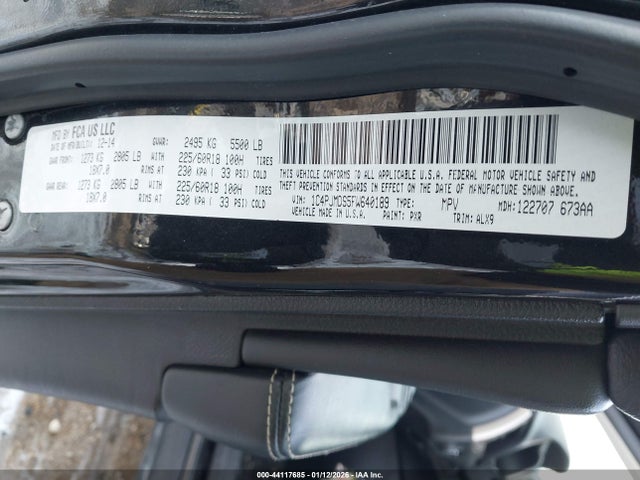 MFD BY FCA US LLC
DATE OF MFR/BUILT: 12-14 GVWR: 2495 KG 5500 LB
GAWR FRONT: 1273 KG 2805 LB WITH 225/60R18 100H TIRES
18X7.0 RIMS AT 230 KPA ( 33 PSI) COLD
GAWR REAR: 1273 KG 2805 LB WITH 225/60R18 100H TIRES
18X7.0 RIMS AT 230 KPA ( 33 PSI) COLD
THIS VEHICLE CONFORMS TO ALL APPLICABLE U.S.A. FEDERAL MOTOR VEHICLE SAFETY AND
THEFT PREVENTION STANDARDS IN EFFECT ON THE DATE OF MANUFACTURE SHOWN ABOVE.
VIN: 1C4PJMDS5FW640189 TYPE: MPV MDH: 122707 673AA
VEHICLE MADE IN U.S.A. PAINT: PXR TRIM: ALX9
000-44117685 - 01/12/2026 - COPART, INC.